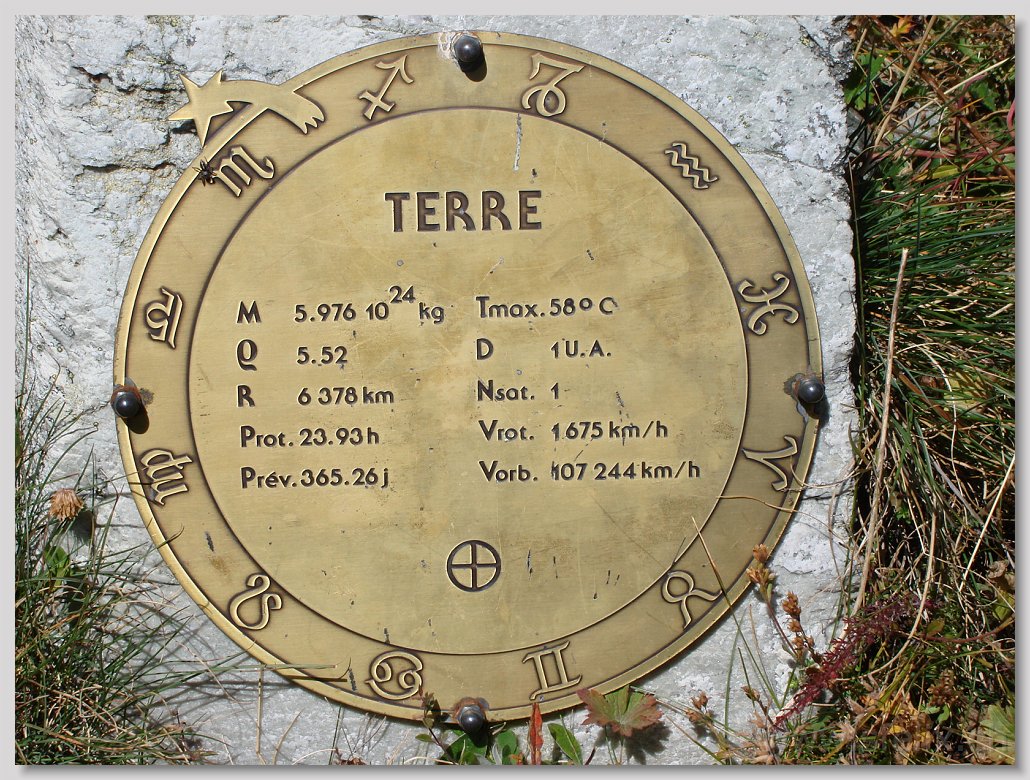 TERRE
M 5.976 10²⁴ kg Tmax. 58° C
ϱ 5.52 D 1 U.A.
R 6 378 km Nsat. 1
Prot. 23.93 h Vrot. 1 675 km/h
Prév. 365.26 j Vorb. 107 244 km/h